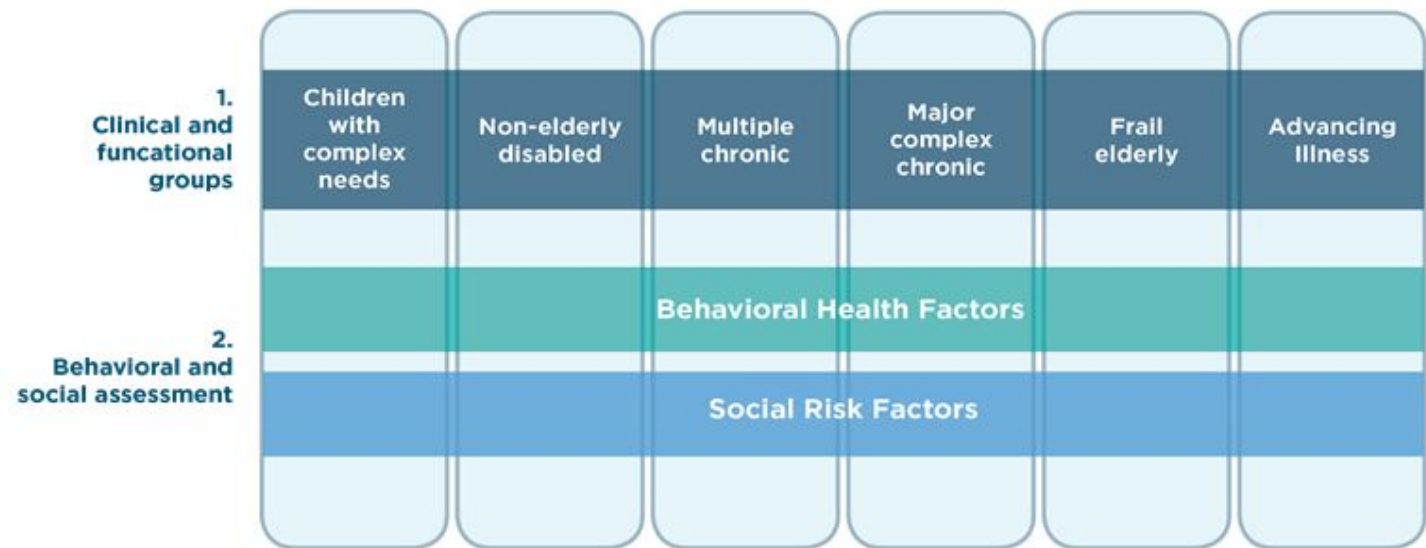 1.
Clinical and
funcational
groups
Children
with
complex
needs
Non-elderly
disabled
Multiple
chronic
Major
complex
chronic
Frail
elderly
Advancing
Illness
2.
Behavioral and
social assessment
Behavioral Health Factors
Social Risk Factors